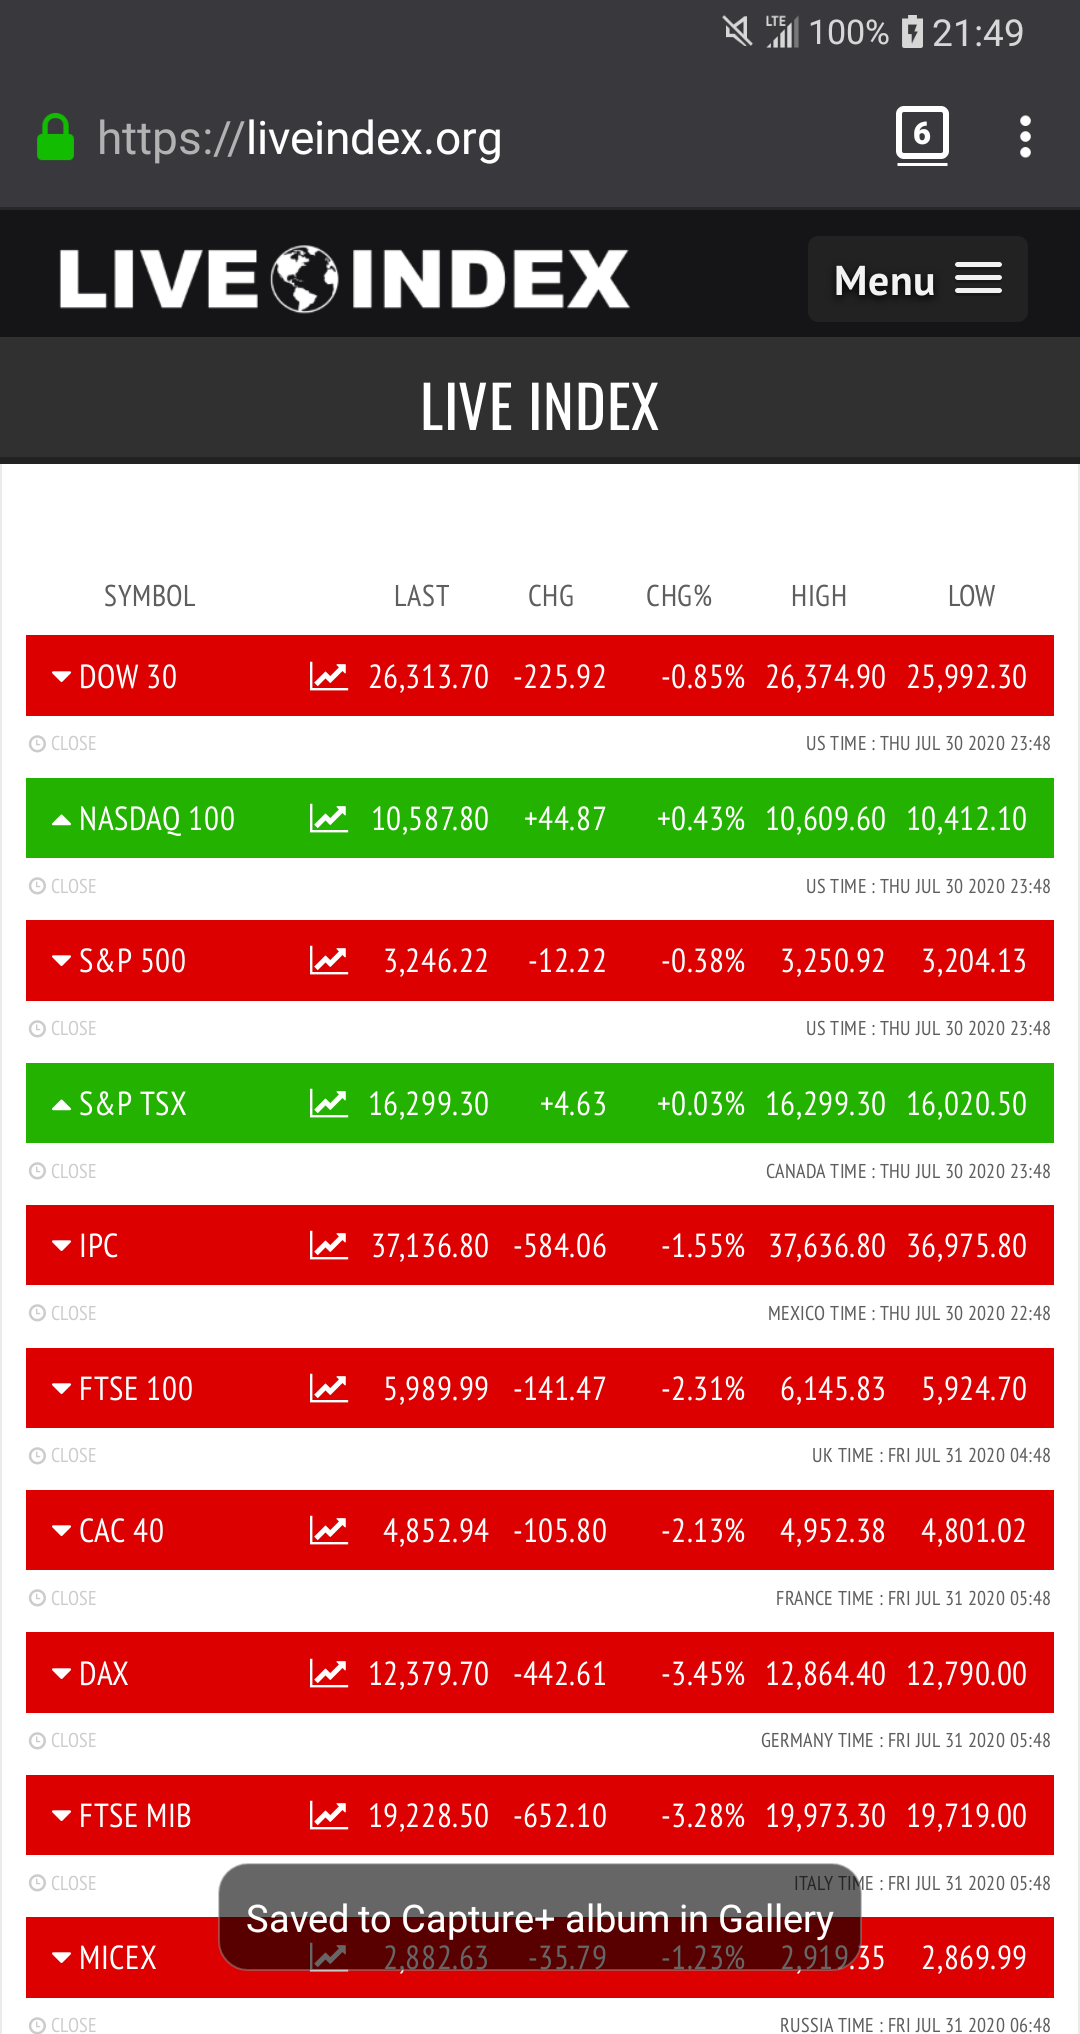 LTE 100% 21:49
https://liveindex.org 6
LIVE INDEX Menu
LIVE INDEX
SYMBOL LAST CHG CHG% HIGH LOW
DOW 30 26,313.70 -225.92 -0.85% 26,374.90 25,992.30
CLOSE US TIME : THU JUL 30 2020 23:48
NASDAQ 100 10,587.80 +44.87 +0.43% 10,609.60 10,412.10
CLOSE US TIME : THU JUL 30 2020 23:48
S&P 500 3,246.22 -12.22 -0.38% 3,250.92 3,204.13
CLOSE US TIME : THU JUL 30 2020 23:48
S&P TSX 16,299.30 +4.63 +0.03% 16,299.30 16,020.50
CLOSE CANADA TIME : THU JUL 30 2020 23:48
IPC 37,136.80 -584.06 -1.55% 37,636.80 36,975.80
CLOSE MEXICO TIME : THU JUL 30 2020 22:48
FTSE 100 5,989.99 -141.47 -2.31% 6,145.83 5,924.70
CLOSE UK TIME : FRI JUL 31 2020 04:48
CAC 40 4,852.94 -105.80 -2.13% 4,952.38 4,801.02
CLOSE FRANCE TIME : FRI JUL 31 2020 05:48
DAX 12,379.70 -442.61 -3.45% 12,864.40 12,790.00
CLOSE GERMANY TIME : FRI JUL 31 2020 05:48
FTSE MIB 19,228.50 -652.10 -3.28% 19,973.30 19,719.00
CLOSE ITALY TIME : FRI JUL 31 2020 05:48
Saved to Capture+ album in Gallery
MICEX 2,882.63 -35.79 -1.23% 2,919.35 2,869.99
CLOSE RUSSIA TIME : FRI JUL 31 2020 06:48